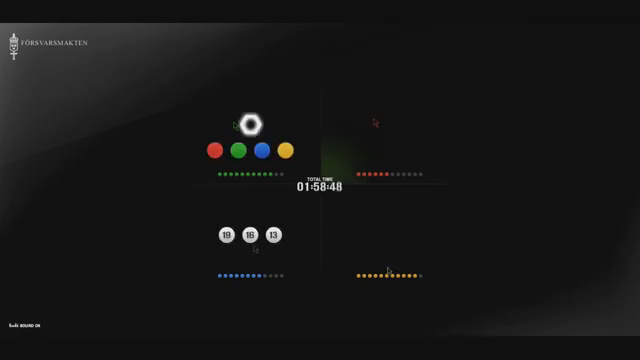 FÖRSVARSMAKTEN
TOTAL TIME
01:58:48
19 16 13
SOUND ON